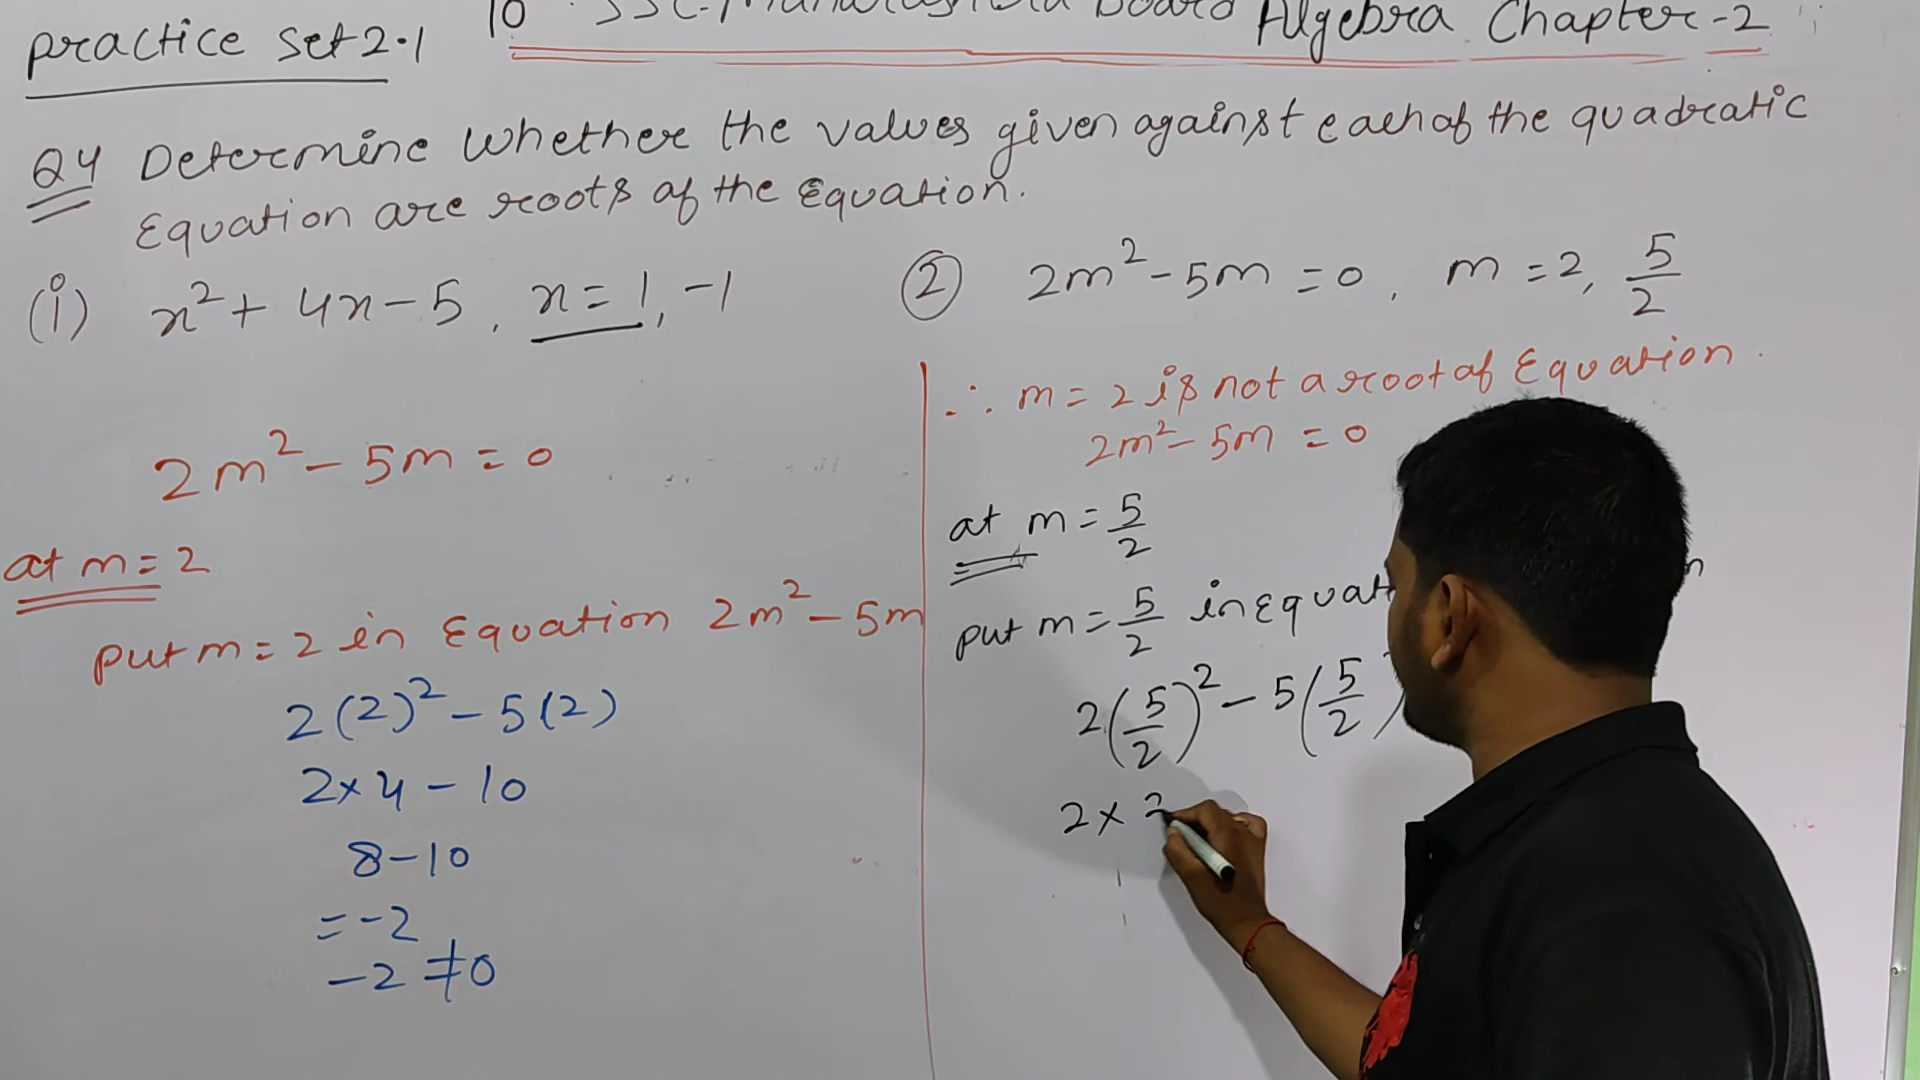 Practice Set 2.1
10 SSC-Maharashtra Board Algebra Chapter-2
Q4 Determine whether the values given against each of the quadratic
Equation are roots of the Equation.
(i) x² + 4x - 5, x = 1, -1
② 2m² - 5m = 0, m = 2, 5/2
2m² - 5m = 0
at m = 2
put m = 2 in Equation 2m² - 5m
2(2)² - 5(2)
2×4 - 10
8-10
= -2
-2 ≠ 0
∴ m = 2 is not a root of Equation.
2m² - 5m = 0
at m = 5/2
put m = 5/2 in Equat
2(5/2)² - 5(5/2)
2 × 2